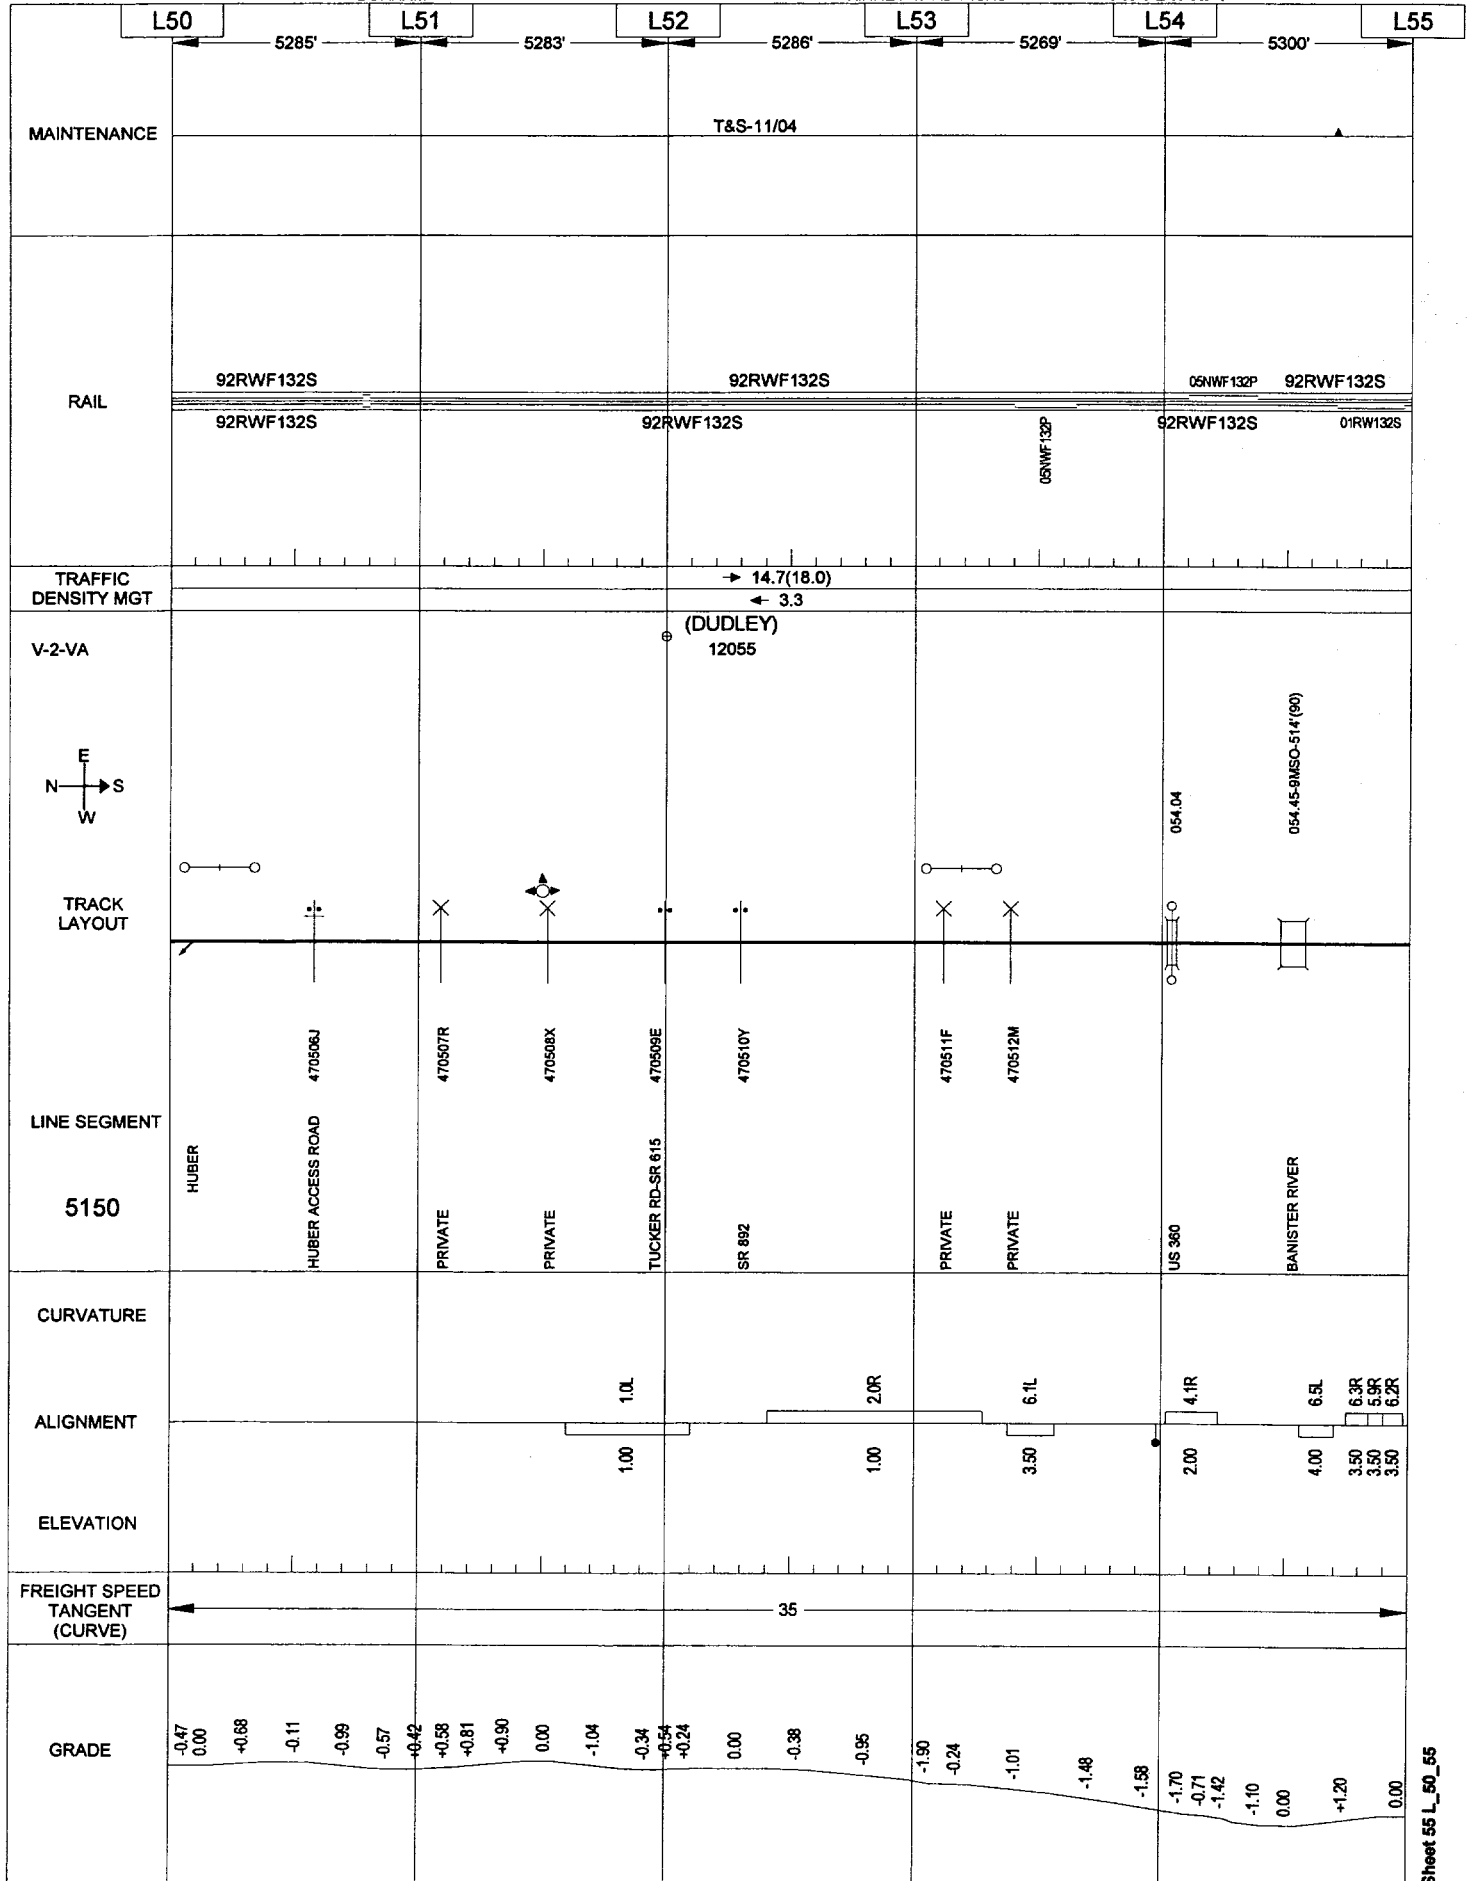 L50 L51 L52 L53 L54 L55
5285' 5283' 5286' 5269' 5300'
MAINTENANCE
T&S-11/04
92RWF132S 92RWF132S 05NWF132P 92RWF132S
RAIL
92RWF132S 92RWF132S 05NWF132P 92RWF132S 01RW132S
TRAFFIC
DENSITY MGT
14.7(18.0)
3.3
V-2-VA
(DUDLEY)
12055
E
N S
W
054.04
054.45-9MSO-514'(90)
TRACK
LAYOUT
470506J
470507R
470508X
470509E
470510Y
470511F
470512M
LINE SEGMENT
5150
HUBER
HUBER ACCESS ROAD
PRIVATE
PRIVATE
TUCKER RD-SR 615
SR 892
PRIVATE
PRIVATE
US 360
BANISTER RIVER
CURVATURE
1.0L 2.0R 6.1L 4.1R 6.5L 6.3R 5.9R 6.2R
ALIGNMENT
1.00 1.00 3.50 2.00 4.00 3.50 3.50 3.50
ELEVATION
FREIGHT SPEED
TANGENT
(CURVE)
35
GRADE
-0.47 0.00 +0.68 -0.11 -0.99 -0.57 +0.42 +0.58 +0.81 +0.90 0.00 -1.04 -0.34 +0.54 +0.24 0.00 -0.38 -0.95 -1.90 -0.24 -1.01 -1.48 -1.58 -1.70 -0.71 -1.42 -1.10 0.00 +1.20 0.00
Sheet 55 L_50_55